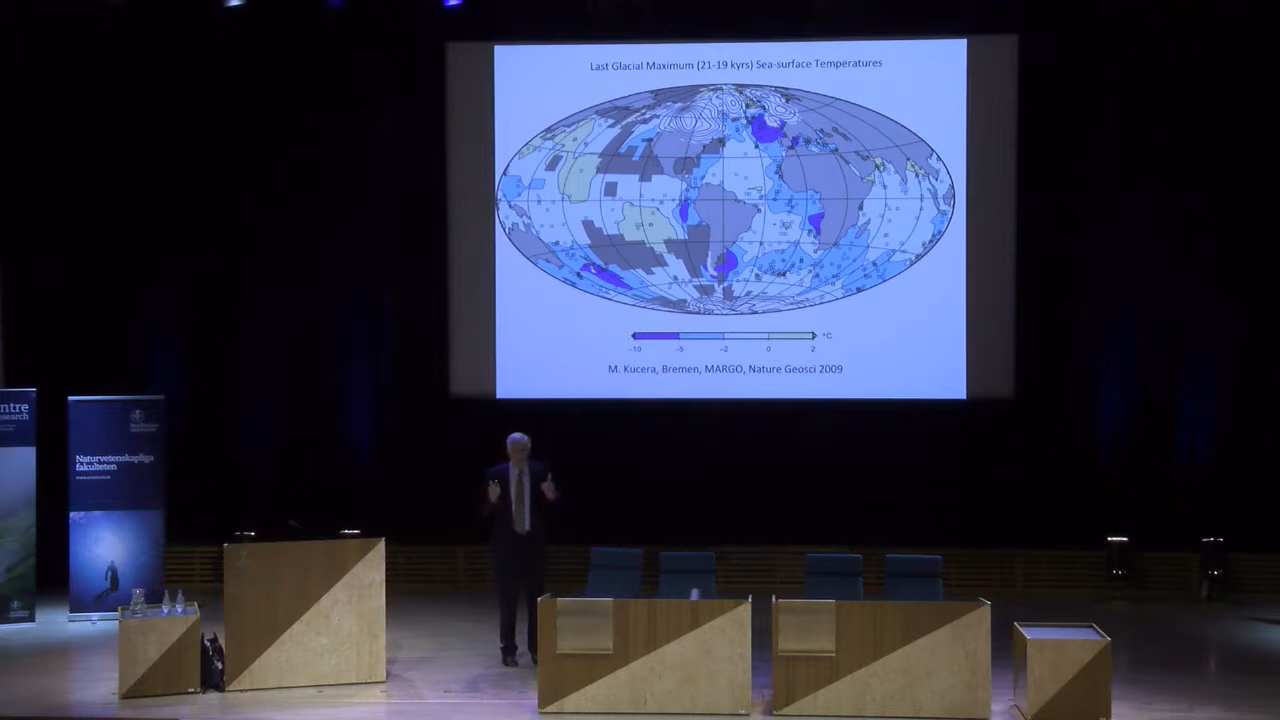 Last Glacial Maximum (21-19 kyrs) Sea-surface Temperatures
°C
-10 -5 -2 0 2
M. Kucera, Bremen, MARGO, Nature Geosci 2009
ntre
esearch
Naturvetenskapliga
fakulteten